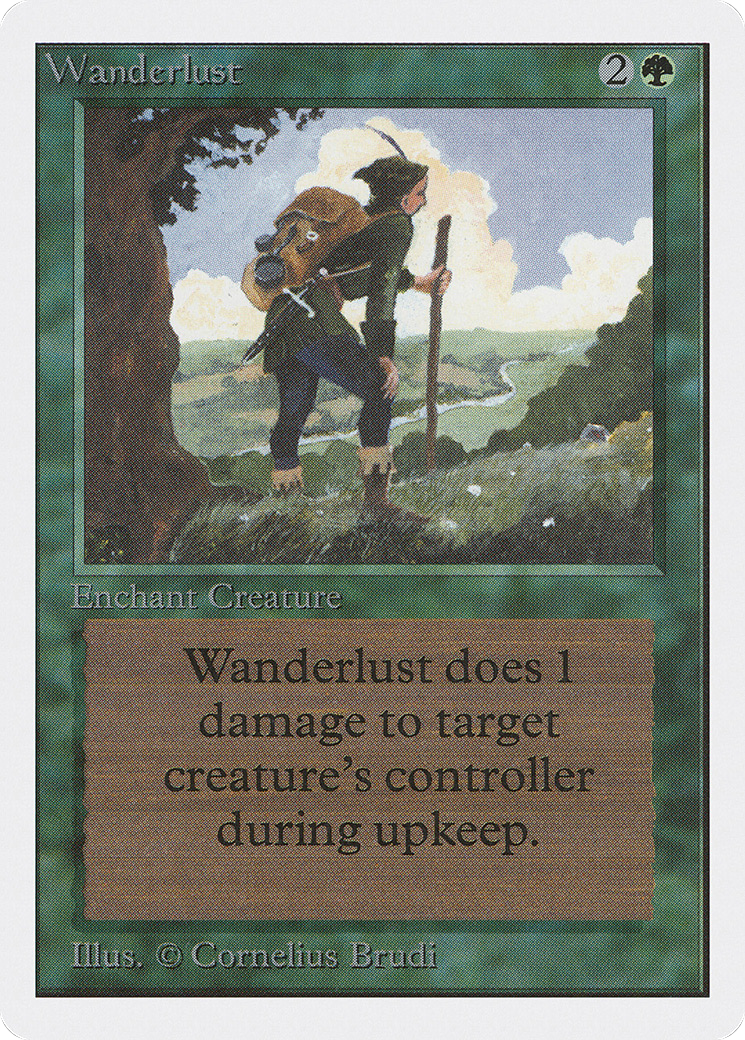 Wanderlust 2
Enchant Creature
Wanderlust does 1
damage to target
creature's controller
during upkeep.
Illus. © Cornelius Brudi